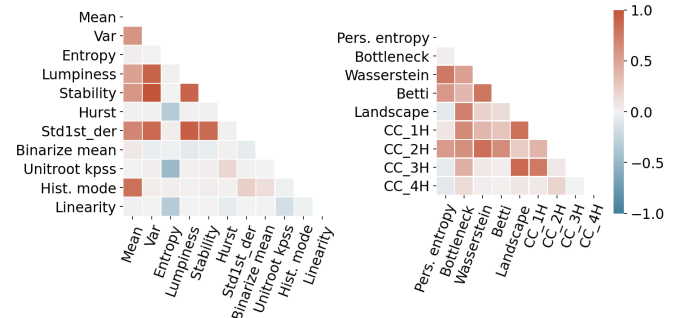 Mean
Var
Entropy
Lumpiness
Stability
Hurst
Std1st_der
Binarize mean
Unitroot kpss
Hist. mode
Linearity
Mean
Var
Entropy
Lumpiness
Stability
Hurst
Std1st_der
Binarize mean
Unitroot kpss
Hist. mode
Linearity
Pers. entropy
Bottleneck
Wasserstein
Betti
Landscape
CC_1H
CC_2H
CC_3H
CC_4H
Pers. entropy
Bottleneck
Wasserstein
Betti
Landscape
CC_1H
CC_2H
CC_3H
CC_4H
1.0
0.5
0.0
−0.5
−1.0